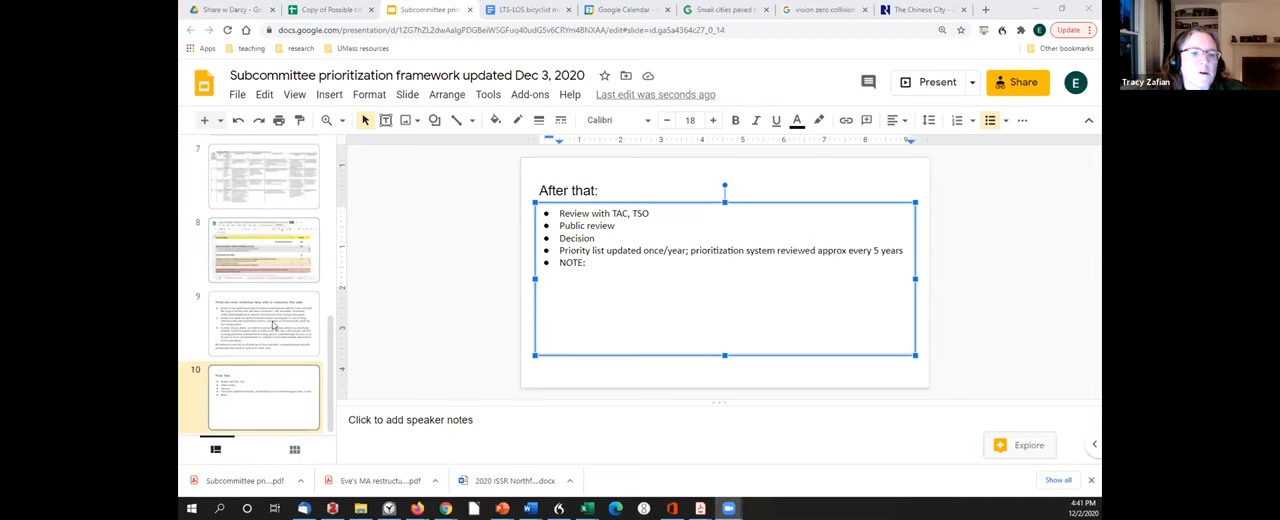 Share w Darcy - Go
Copy of Possible co
Subcommittee prio
LTS-LOS bicyclist m
Google Calendar -
Small cities paved
vision zero collision
The Chinese City - Z
Tracy Zafian
docs.google.com/presentation/d/1ZG7hZLZdwAaIgPDGBeiWSGFq40udG5v6CRYm4BNXAA/edit#slide=id.ga5a4364c27_0_14
Update
Apps
teaching
research
UMass resources
Other bookmarks
Subcommittee prioritization framework updated Dec 3, 2020
File Edit View Insert Format Slide Arrange Tools Add-ons Help Last edit was seconds ago
Present
Share
E
Calibri
18
7
8
9
10
After that:
● Review with TAC, TSO
● Public review
● Decision
● Priority list updated once/year; prioritization system reviewed approx every 5 years
● NOTE:
Click to add speaker notes
Explore
Subcommittee pri....pdf
Eve's MA restructu....pdf
2020 ISSR Northf....docx
Show all
4:41 PM
12/2/2020